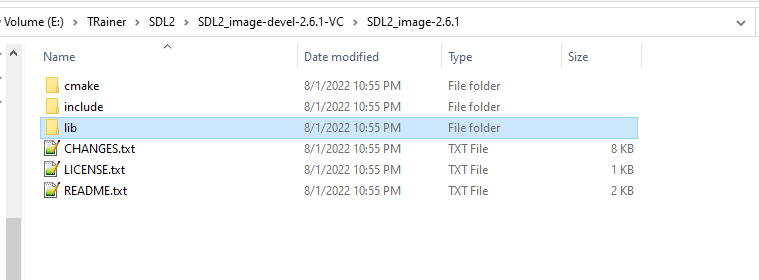 v Volume (E:) > TRainer > SDL2 > SDL2_image-devel-2.6.1-VC > SDL2_image-2.6.1
Name Date modified Type Size
cmake 8/1/2022 10:55 PM File folder
include 8/1/2022 10:55 PM File folder
lib 8/1/2022 10:55 PM File folder
CHANGES.txt 8/1/2022 10:55 PM TXT File 8 KB
LICENSE.txt 8/1/2022 10:55 PM TXT File 1 KB
README.txt 8/1/2022 10:55 PM TXT File 2 KB